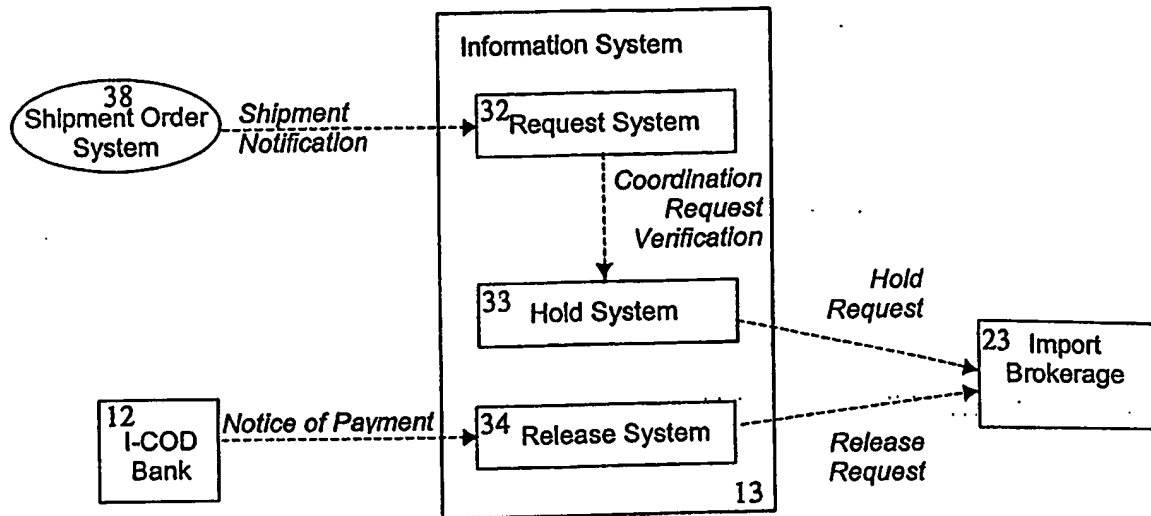 Information System
38
Shipment Order
System
Shipment
Notification
32
Request System
Coordination
Request
Verification
33
Hold System
Hold
Request
23
Import
Brokerage
12
I-COD
Bank
Notice of Payment
34
Release System
Release
Request
13